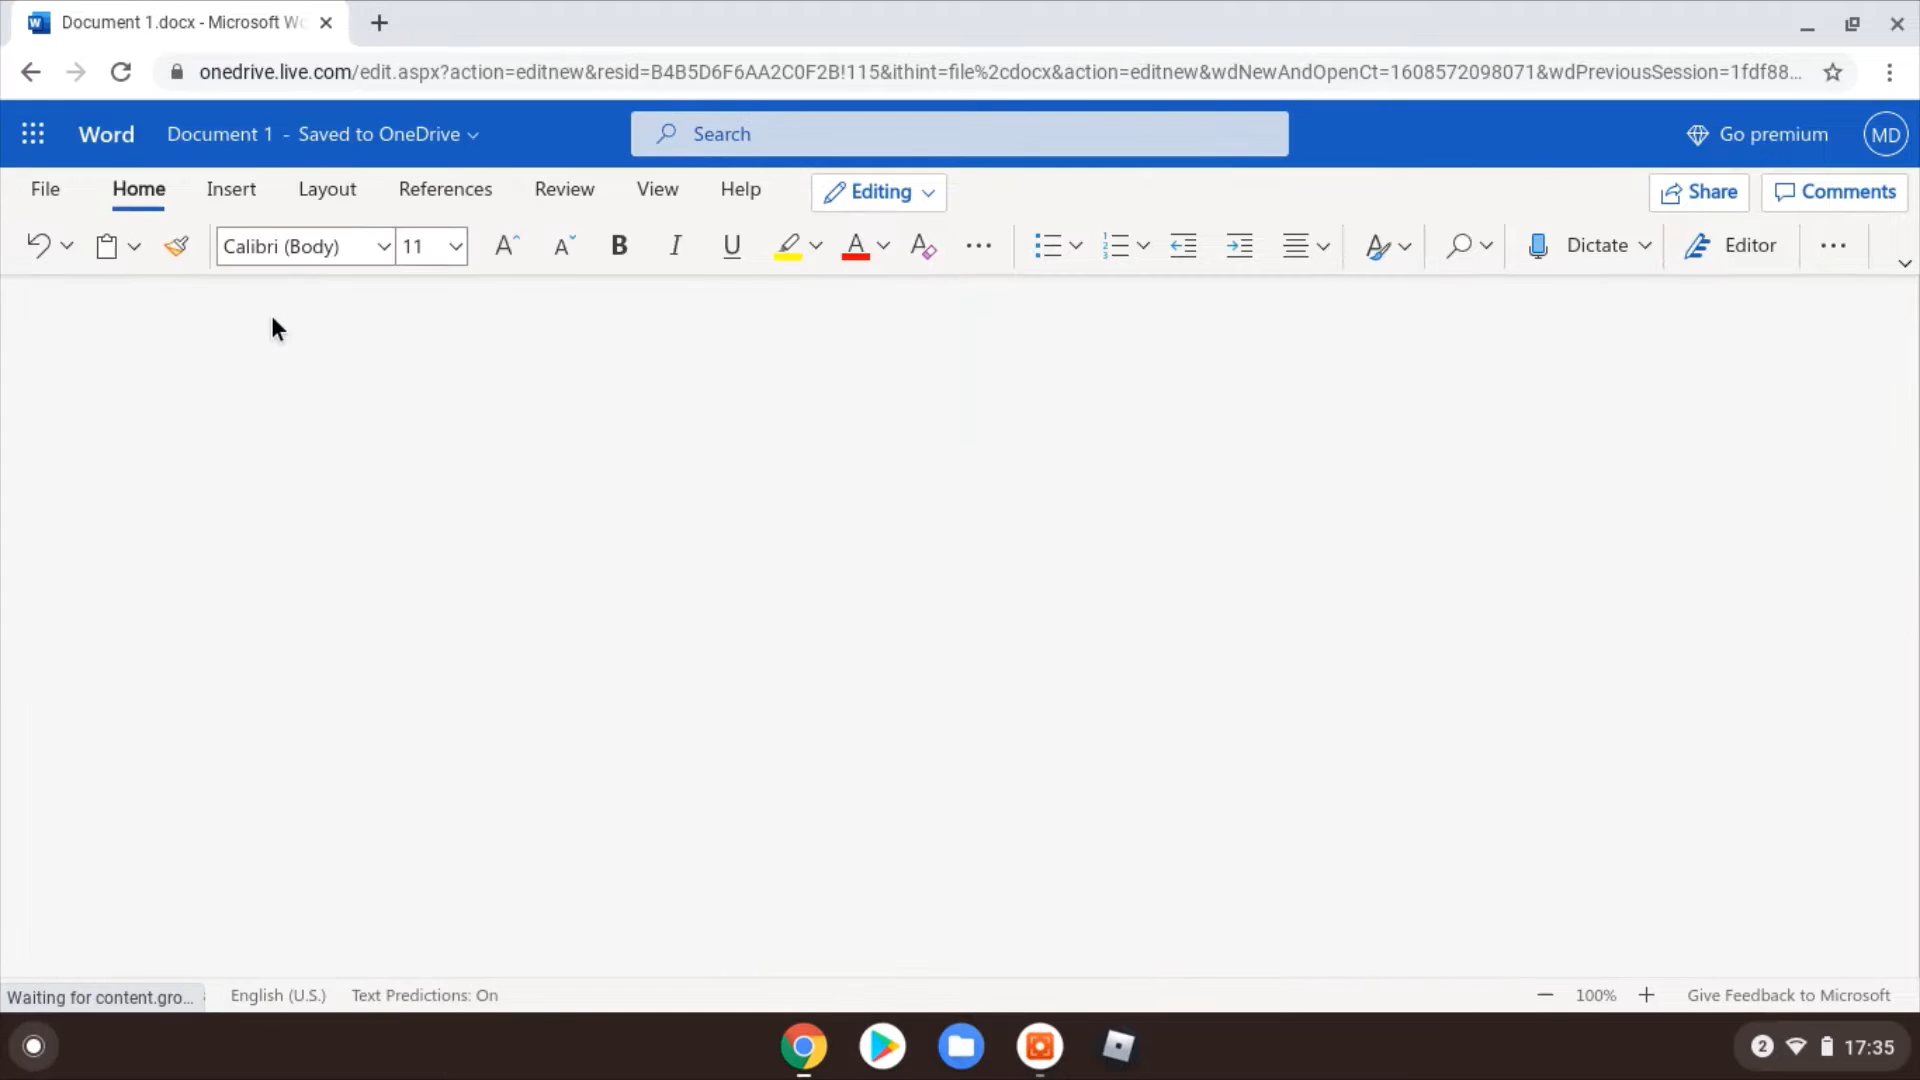 Document 1.docx - Microsoft Wo
onedrive.live.com/edit.aspx?action=editnew&resid=B4B5D6F6AA2C0F2B!115&ithint=file%2cdocx&action=editnew&wdNewAndOpenCt=1608572098071&wdPreviousSession=1fdf88...
Word Document 1 - Saved to OneDrive Search Go premium MD
File Home Insert Layout References Review View Help Editing Share Comments
Calibri (Body) 11 Dictate Editor
Waiting for content.gro... English (U.S.) Text Predictions: On 100% Give Feedback to Microsoft
2 17:35